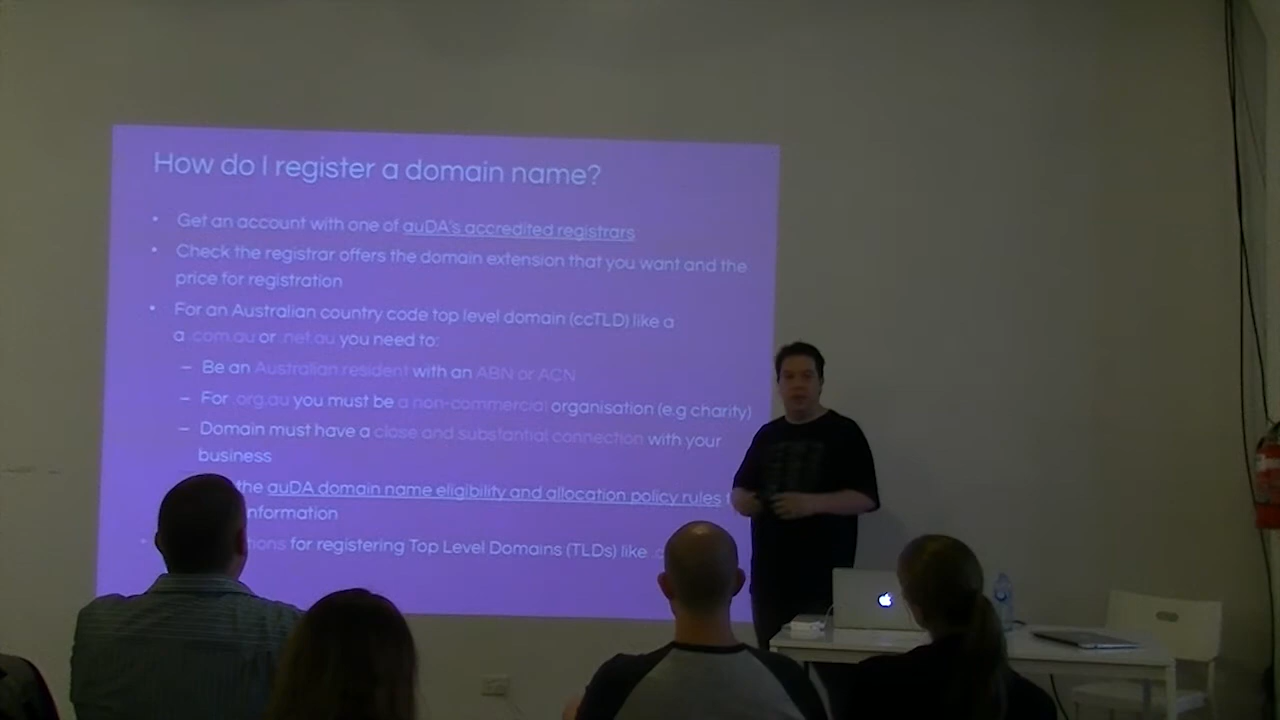 How do I register a domain name?
• Get an account with one of auDA's accredited registrars
• Check the registrar offers the domain extension that you want and the
price for registration
• For an Australian country code top level domain (ccTLD) like a
a .com.au or .net.au you need to:
– Be an Australian resident with an ABN or ACN
– For .org.au you must be a non-commercial organisation (e.g charity)
– Domain must have a close and substantial connection with your
business
the auDA domain name eligibility and allocation policy rules
information
for registering Top Level Domains (TLDs) like